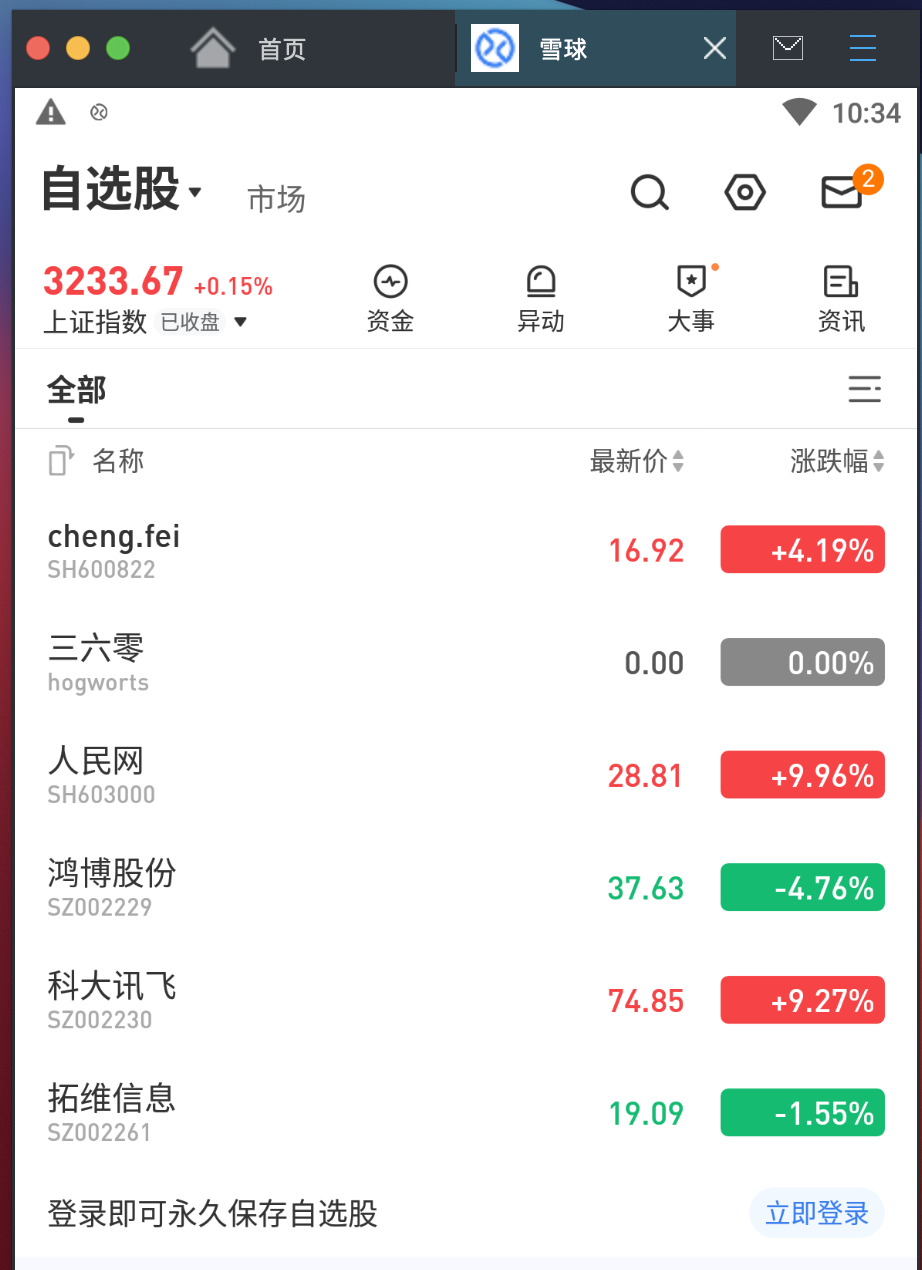 首页
雪球
10:34
自选股 市场
2
3233.67 +0.15%
上证指数 已收盘
资金 异动 大事 资讯
全部
名称 最新价 涨跌幅
cheng.fei 16.92 +4.19%
SH600822
三六零 0.00 0.00%
hogworts
人民网 28.81 +9.96%
SH603000
鸿博股份 37.63 -4.76%
SZ002229
科大讯飞 74.85 +9.27%
SZ002230
拓维信息 19.09 -1.55%
SZ002261
登录即可永久保存自选股 立即登录